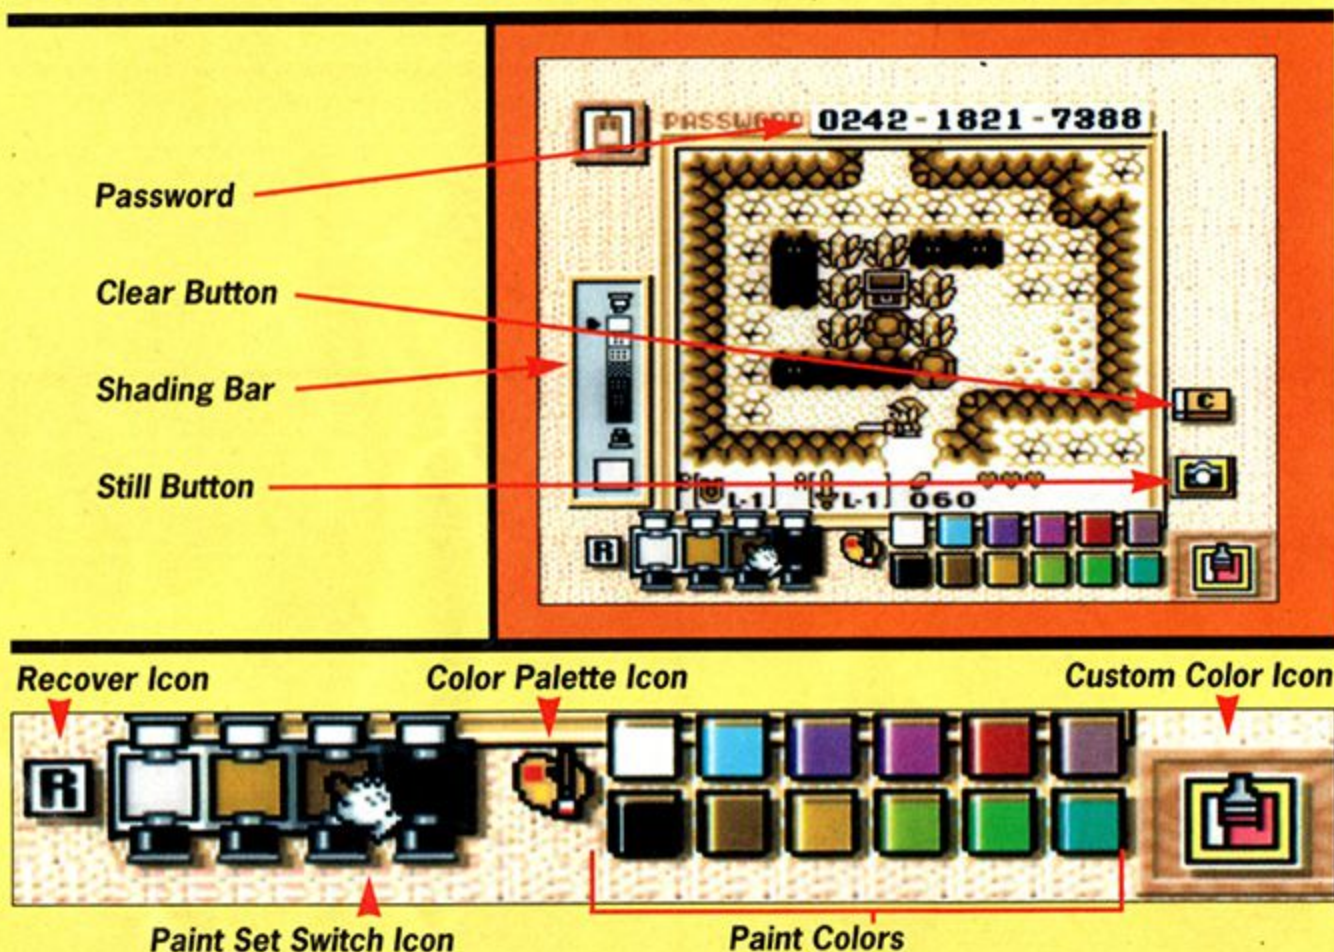 PASSWORD 0242-1821-7388
Password
Clear Button
Shading Bar
Still Button
C
L-1 A L-1 060
R
Recover Icon
Color Palette Icon
Custom Color Icon
R
Paint Set Switch Icon
Paint Colors